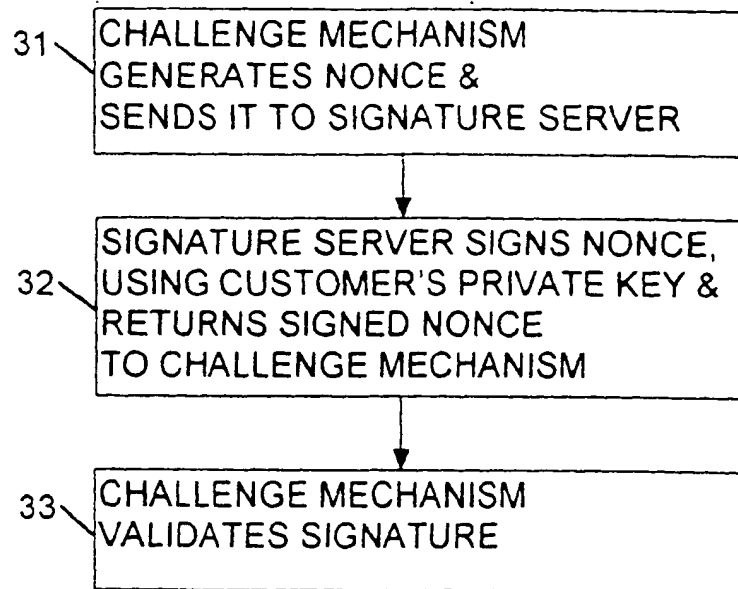 31
CHALLENGE MECHANISM
GENERATES NONCE &
SENDS IT TO SIGNATURE SERVER
32
SIGNATURE SERVER SIGNS NONCE,
USING CUSTOMER'S PRIVATE KEY &
RETURNS SIGNED NONCE
TO CHALLENGE MECHANISM
33
CHALLENGE MECHANISM
VALIDATES SIGNATURE